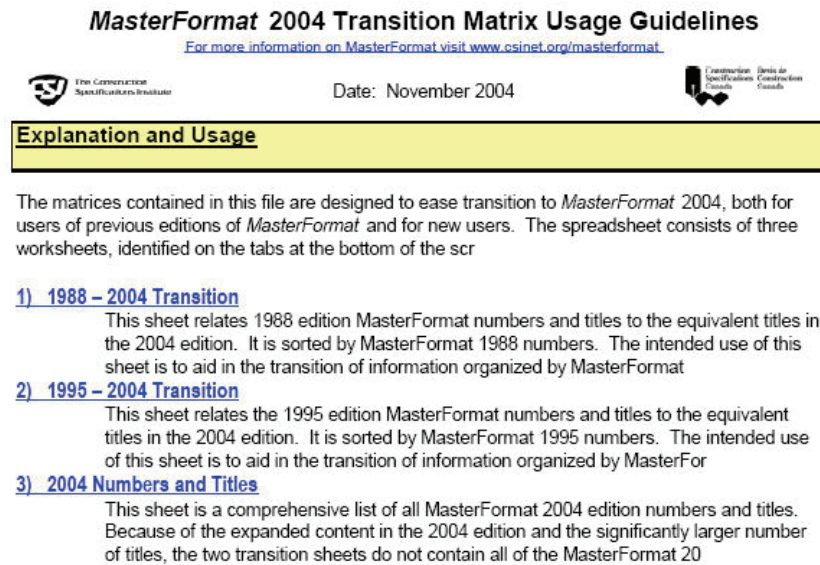 MasterFormat 2004 Transition Matrix Usage Guidelines
For more information on MasterFormat visit www.csinet.org/masterformat
The Construction
Specifications Institute
Date: November 2004
Construction
Specifications
Canada
Devis de
Construction
Canada
Explanation and Usage
The matrices contained in this file are designed to ease transition to MasterFormat 2004, both for
users of previous editions of MasterFormat and for new users. The spreadsheet consists of three
worksheets, identified on the tabs at the bottom of the scr
1) 1988 – 2004 Transition
This sheet relates 1988 edition MasterFormat numbers and titles to the equivalent titles in
the 2004 edition. It is sorted by MasterFormat 1988 numbers. The intended use of this
sheet is to aid in the transition of information organized by MasterFormat
2) 1995 – 2004 Transition
This sheet relates the 1995 edition MasterFormat numbers and titles to the equivalent
titles in the 2004 edition. It is sorted by MasterFormat 1995 numbers. The intended use
of this sheet is to aid in the transition of information organized by MasterFor
3) 2004 Numbers and Titles
This sheet is a comprehensive list of all MasterFormat 2004 edition numbers and titles.
Because of the expanded content in the 2004 edition and the significantly larger number
of titles, the two transition sheets do not contain all of the MasterFormat 20